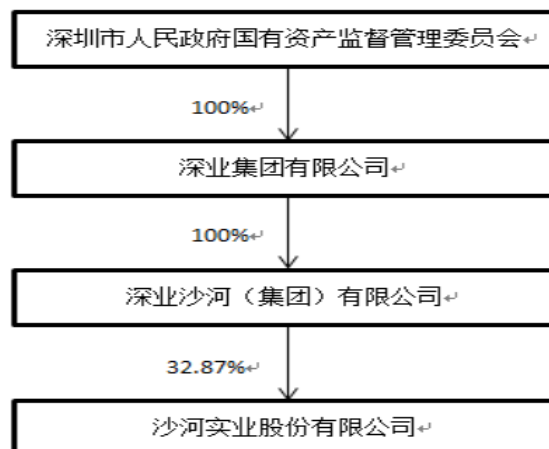 深圳市人民政府国有资产监督管理委员会↵
100%↵
深业集团有限公司↵
100%↵
深业沙河（集团）有限公司↵
32.87%↵
沙河实业股份有限公司↵